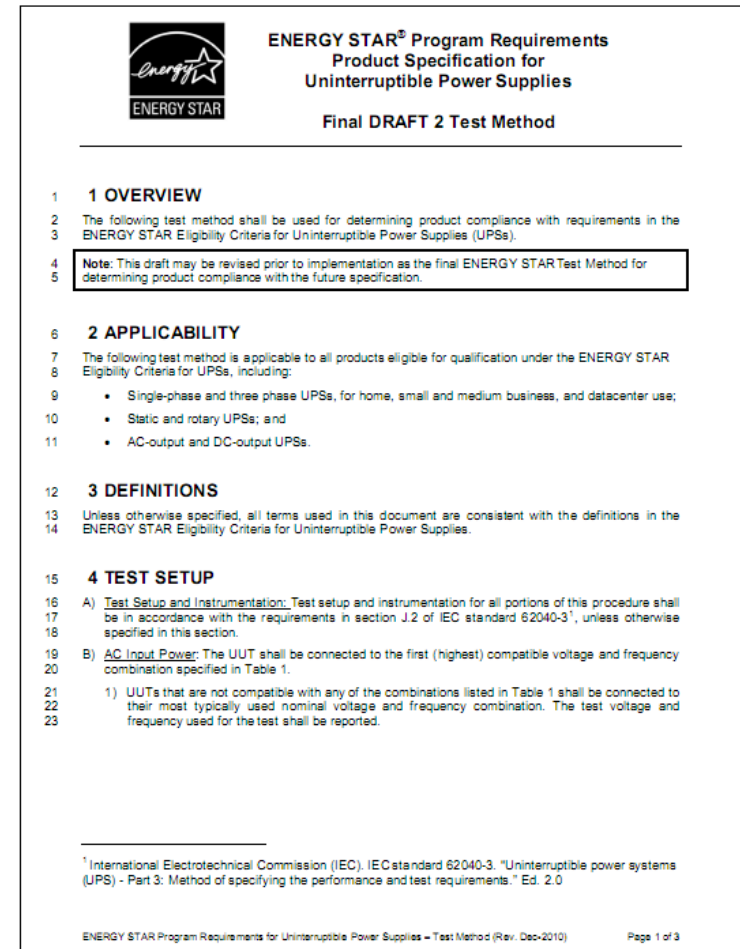 energy
ENERGY STAR
ENERGY STAR® Program Requirements
Product Specification for
Uninterruptible Power Supplies
Final DRAFT 2 Test Method
1 1 OVERVIEW
2 The following test method shall be used for determining product compliance with requirements in the
3 ENERGY STAR Eligibility Criteria for Uninterruptible Power Supplies (UPSs).
4 Note: This draft may be revised prior to implementation as the final ENERGY STAR Test Method for
5 determining product compliance with the future specification.
6 2 APPLICABILITY
7 The following test method is applicable to all products eligible for qualification under the ENERGY STAR
8 Eligibility Criteria for UPSs, including:
9 • Single-phase and three phase UPSs, for home, small and medium business, and datacenter use;
10 • Static and rotary UPSs; and
11 • AC-output and DC-output UPSs.
12 3 DEFINITIONS
13 Unless otherwise specified, all terms used in this document are consistent with the definitions in the
14 ENERGY STAR Eligibility Criteria for Uninterruptible Power Supplies.
15 4 TEST SETUP
16 A) Test Setup and Instrumentation: Test setup and instrumentation for all portions of this procedure shall
17 be in accordance with the requirements in section J.2 of IEC standard 62040-3¹, unless otherwise
18 specified in this section.
19 B) AC Input Power: The UUT shall be connected to the first (highest) compatible voltage and frequency
20 combination specified in Table 1.
21 1) UUTs that are not compatible with any of the combinations listed in Table 1 shall be connected to
22 their most typically used nominal voltage and frequency combination. The test voltage and
23 frequency used for the test shall be reported.
¹ International Electrotechnical Commission (IEC). IEC standard 62040-3. "Uninterruptible power systems
(UPS) - Part 3: Method of specifying the performance and test requirements." Ed. 2.0
ENERGY STAR Program Requirements for Uninterruptible Power Supplies – Test Method (Rev. Dec-2010) Page 1 of 3